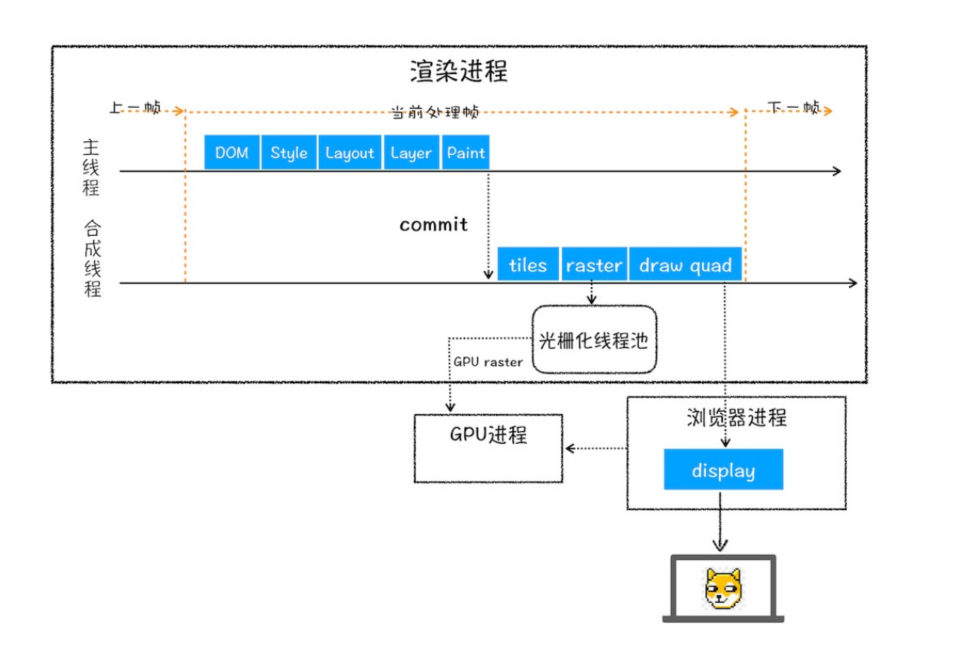 渲染进程
上一帧
当前处理帧
下一帧
主线程
DOM
Style
Layout
Layer
Paint
commit
合成线程
tiles
raster
draw quad
光栅化线程池
GPU raster
GPU进程
浏览器进程
display